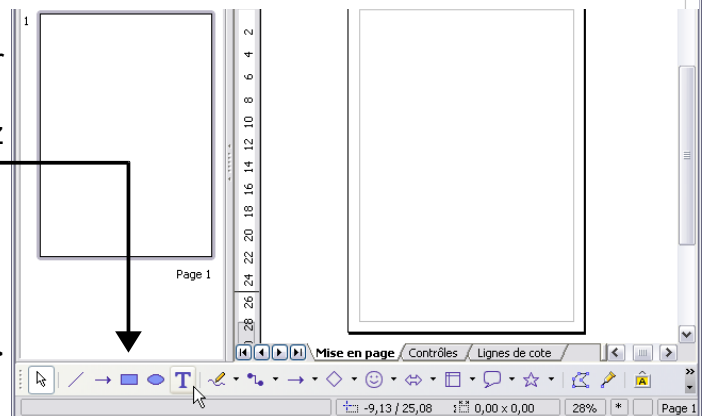 1
Page 1
2
4
6
8
10
12
14
16
18
20
22
24
26
28
Mise en page
Contrôles
Lignes de cote
T
A
-9,13 / 25,08
0,00 x 0,00
28%
*
Page 1